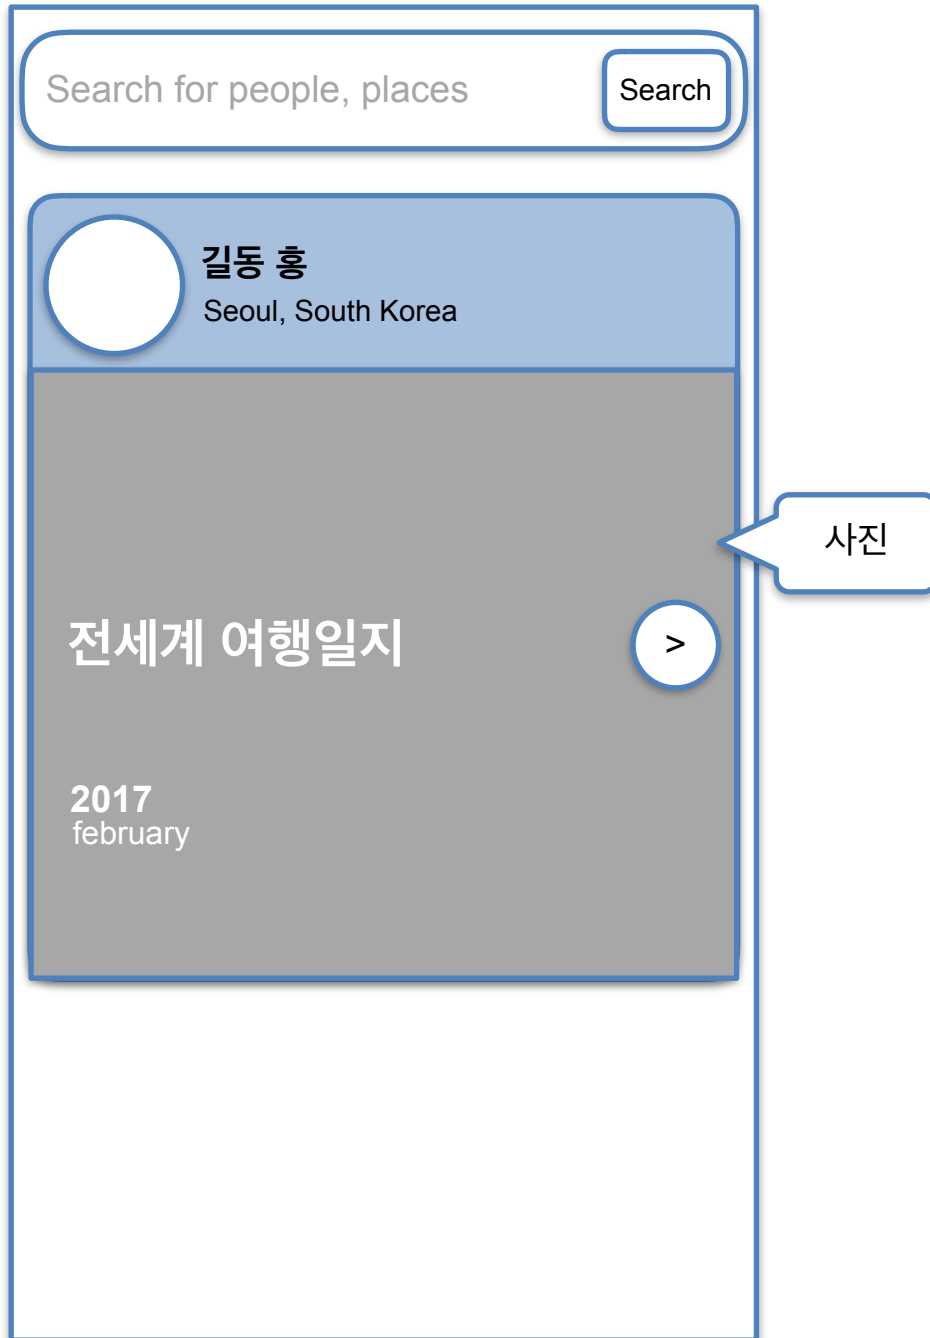 Search for people, places
Search
길동 홍
Seoul, South Korea
사진
전세계 여행일지
>
2017
february